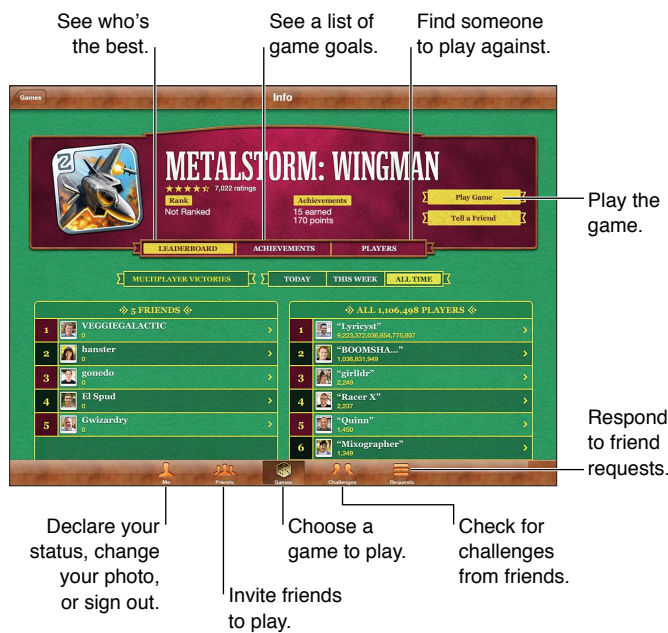 See who's
the best.
See a list of
game goals.
Find someone
to play against.
Games
Info
METALSTORM: WINGMAN
7,022 ratings
Rank
Not Ranked
Achievements
15 earned
170 points
Play Game
Tell a Friend
Play the
game.
LEADERBOARD ACHIEVEMENTS PLAYERS
MULTIPLAYER VICTORIES TODAY THIS WEEK ALL TIME
5 FRIENDS
1 VEGGIEGALACTIC
0
2 hanster
0
3 gonedo
0
4 El Spud
0
5 Gwizardry
0
ALL 1,106,498 PLAYERS
1 "Lyricyst"
9,223,372,036,854,775,807
2 "BOOMSHA..."
1,036,831,949
3 "girlldr"
2,249
4 "Racer X"
2,237
5 "Quinn"
1,450
6 "Mixographer"
1,349
Respond
to friend
requests.
Me Friends Games Challenges Requests
Declare your
status, change
your photo,
or sign out.
Invite friends
to play.
Choose a
game to play.
Check for
challenges
from friends.